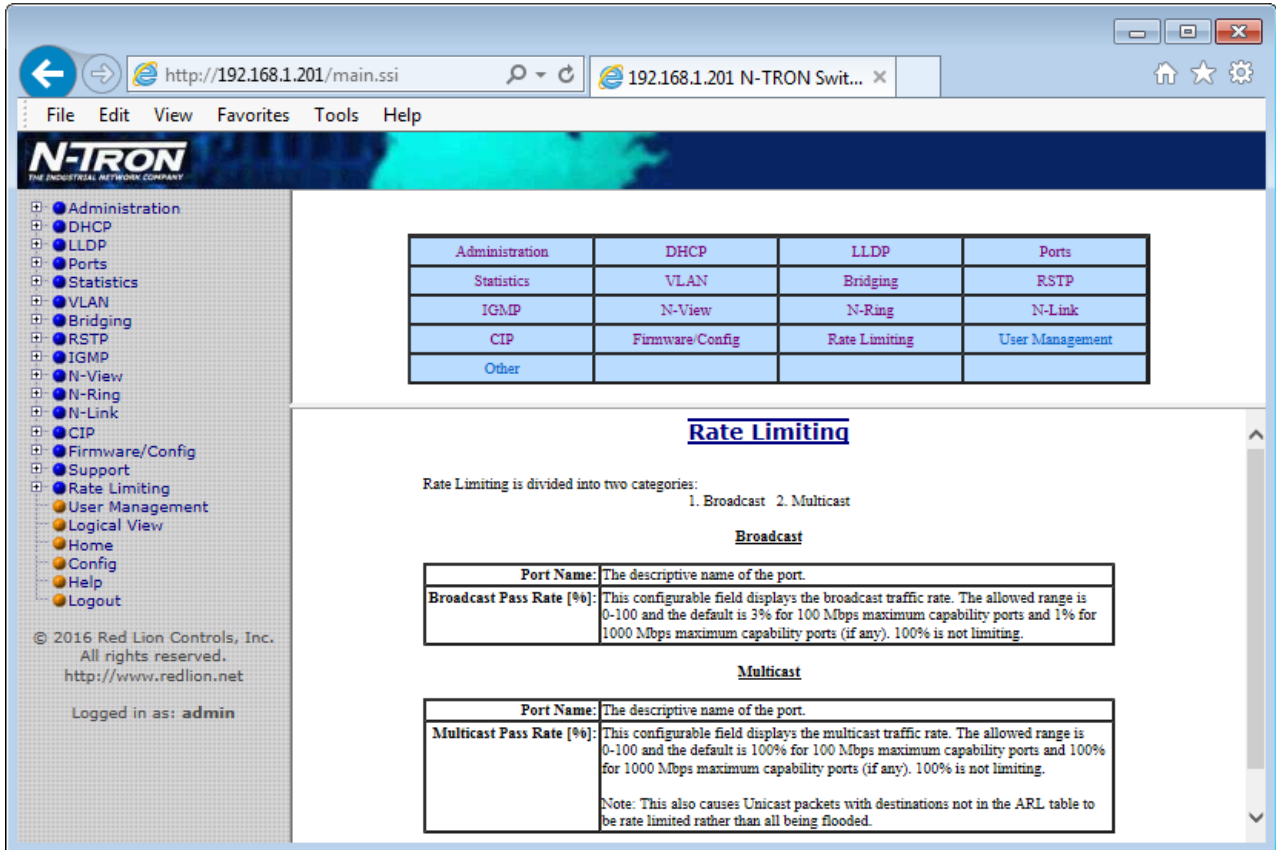 http://192.168.1.201/main.ssi
192.168.1.201 N-TRON Swit...
File Edit View Favorites Tools Help
N-TRON
THE INDUSTRIAL NETWORK COMPANY
Administration
DHCP
LLDP
Ports
Statistics
VLAN
Bridging
RSTP
IGMP
N-View
N-Ring
N-Link
CIP
Firmware/Config
Support
Rate Limiting
User Management
Logical View
Home
Config
Help
Logout
© 2016 Red Lion Controls, Inc.
All rights reserved.
http://www.redlion.net
Logged in as: admin
Administration DHCP LLDP Ports
Statistics VLAN Bridging RSTP
IGMP N-View N-Ring N-Link
CIP Firmware/Config Rate Limiting User Management
Other
Rate Limiting
Rate Limiting is divided into two categories:
1. Broadcast 2. Multicast
Broadcast
Port Name: The descriptive name of the port.
Broadcast Pass Rate [%]: This configurable field displays the broadcast traffic rate. The allowed range is
0-100 and the default is 3% for 100 Mbps maximum capability ports and 1% for
1000 Mbps maximum capability ports (if any). 100% is not limiting.
Multicast
Port Name: The descriptive name of the port.
Multicast Pass Rate [%]: This configurable field displays the multicast traffic rate. The allowed range is
0-100 and the default is 100% for 100 Mbps maximum capability ports and 100%
for 1000 Mbps maximum capability ports (if any). 100% is not limiting.
Note: This also causes Unicast packets with destinations not in the ARL table to
be rate limited rather than all being flooded.